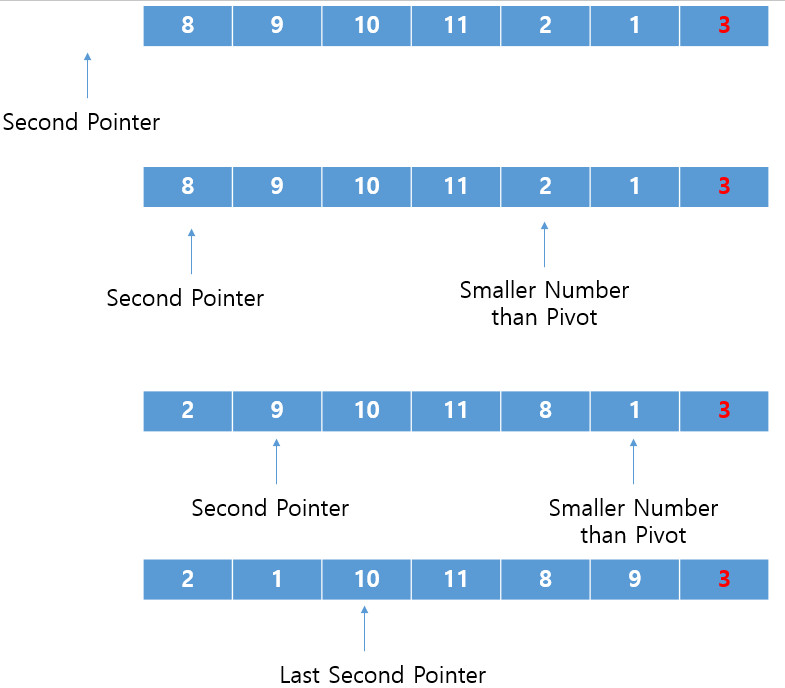 8 9 10 11 2 1 3
Second Pointer
8 9 10 11 2 1 3
Second Pointer
Smaller Number
than Pivot
2 9 10 11 8 1 3
Second Pointer
Smaller Number
than Pivot
2 1 10 11 8 9 3
Last Second Pointer